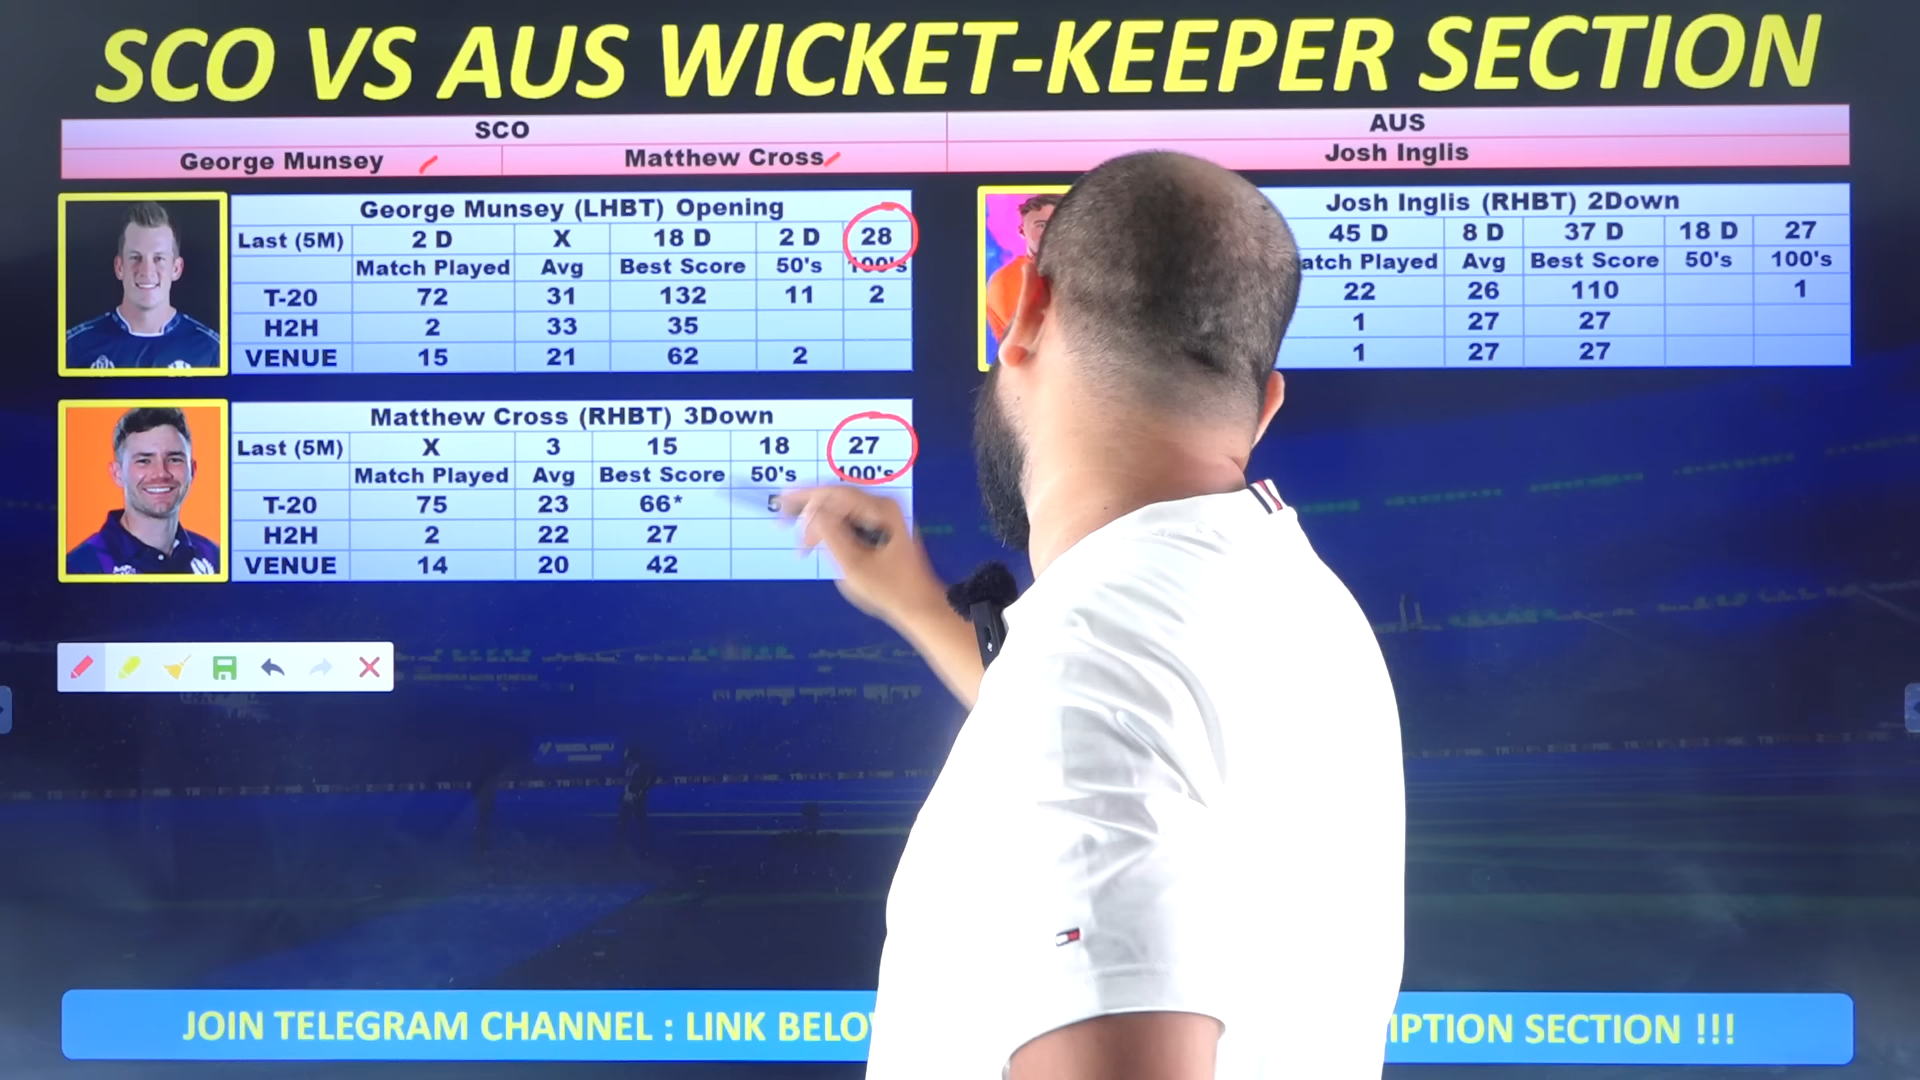 SCO VS AUS WICKET-KEEPER SECTION
SCO AUS
George Munsey Matthew Cross Josh Inglis
George Munsey (LHBT) Opening
Last (5M) 2 D X 18 D 2 D 28
Match Played Avg Best Score 50's 100's
T-20 72 31 132 11 2
H2H 2 33 35
VENUE 15 21 62 2
Matthew Cross (RHBT) 3Down
Last (5M) X 3 15 18 27
Match Played Avg Best Score 50's 100's
T-20 75 23 66* 5
H2H 2 22 27
VENUE 14 20 42
Josh Inglis (RHBT) 2Down
45 D 8 D 37 D 18 D 27
atch Played Avg Best Score 50's 100's
22 26 110 1
1 27 27
1 27 27
JOIN TELEGRAM CHANNEL : LINK BELO IPTION SECTION !!!